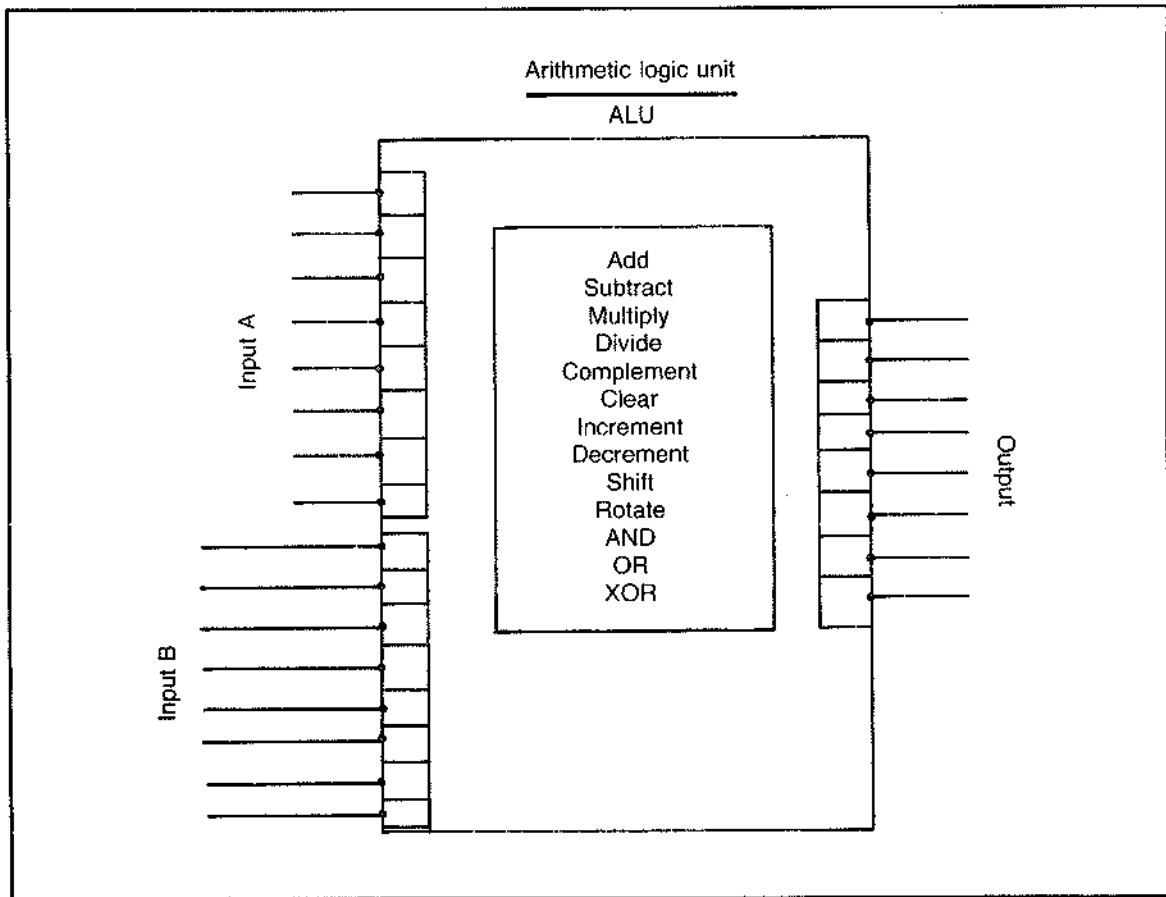 Arithmetic logic unit
ALU
Input A
Input B
Add
Subtract
Multiply
Divide
Complement
Clear
Increment
Decrement
Shift
Rotate
AND
OR
XOR
Output